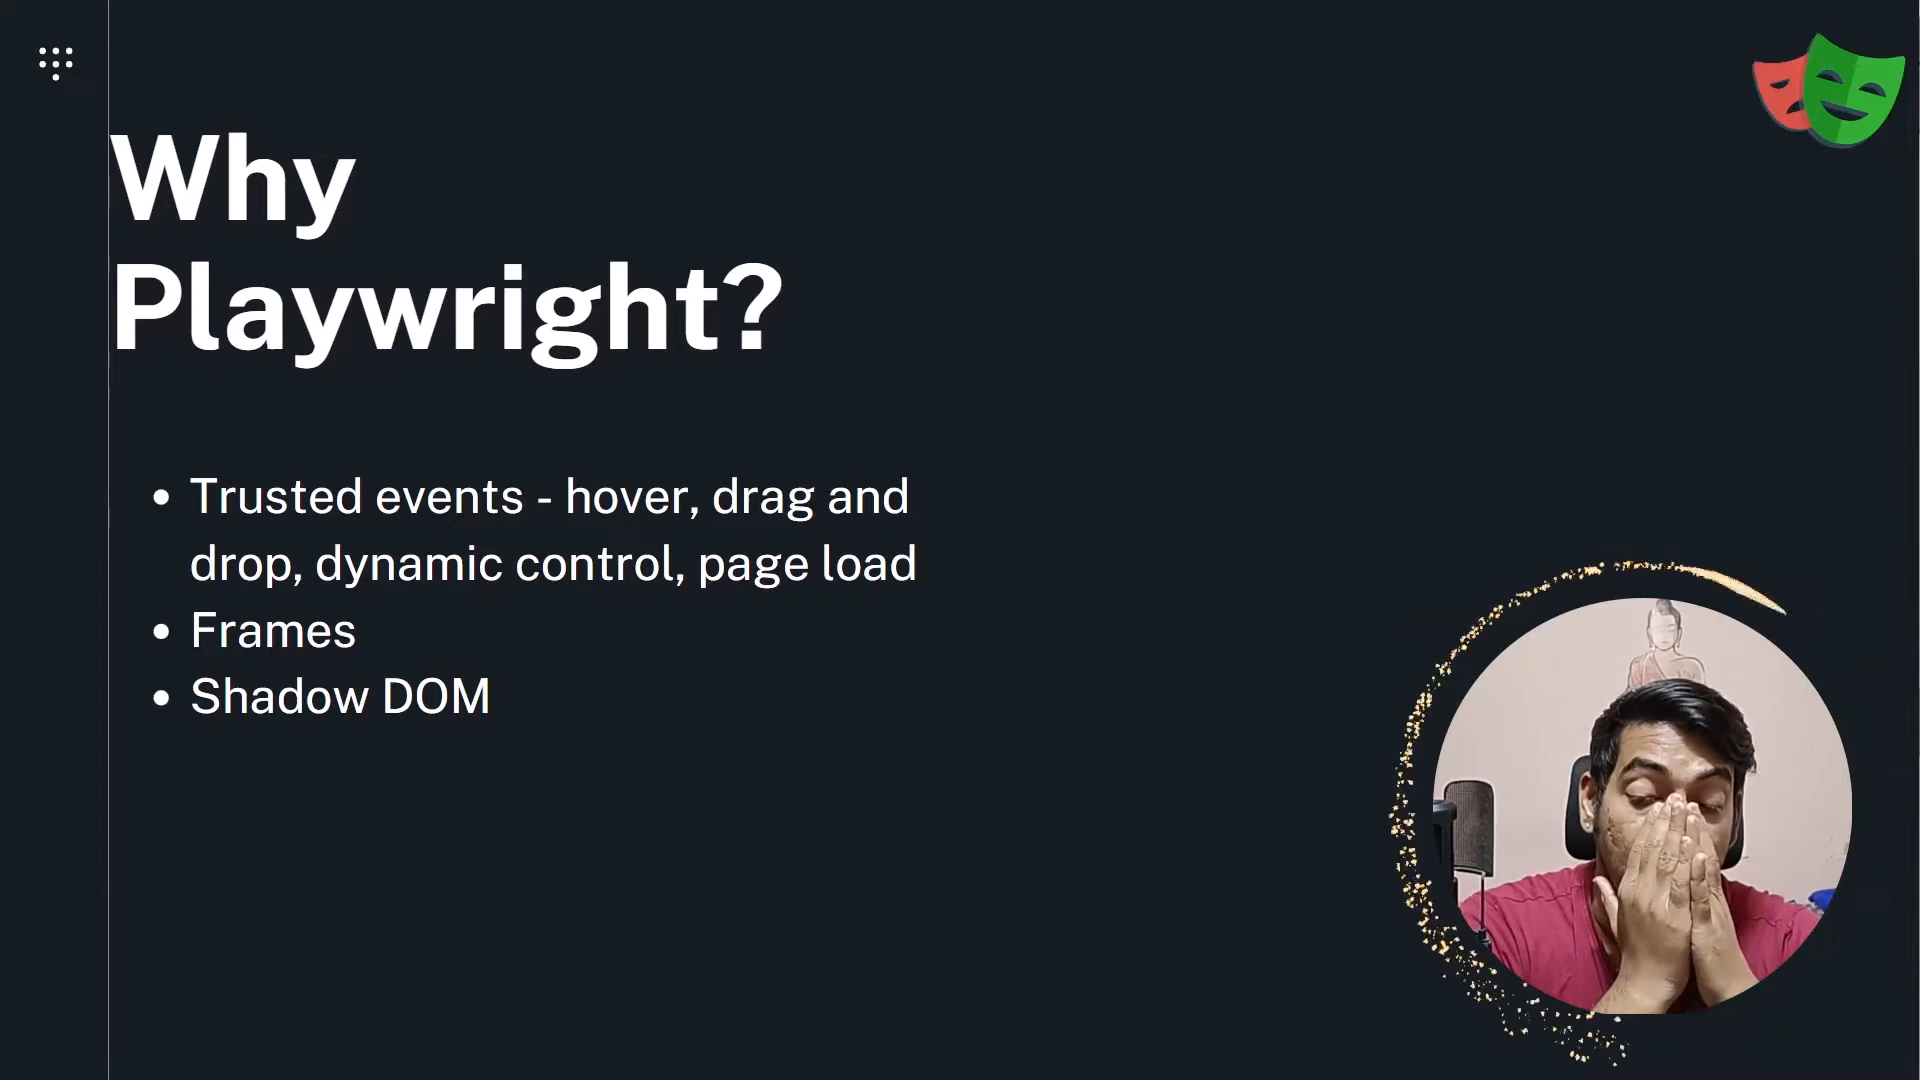 Why
Playwright?
• Trusted events - hover, drag and
drop, dynamic control, page load
• Frames
• Shadow DOM